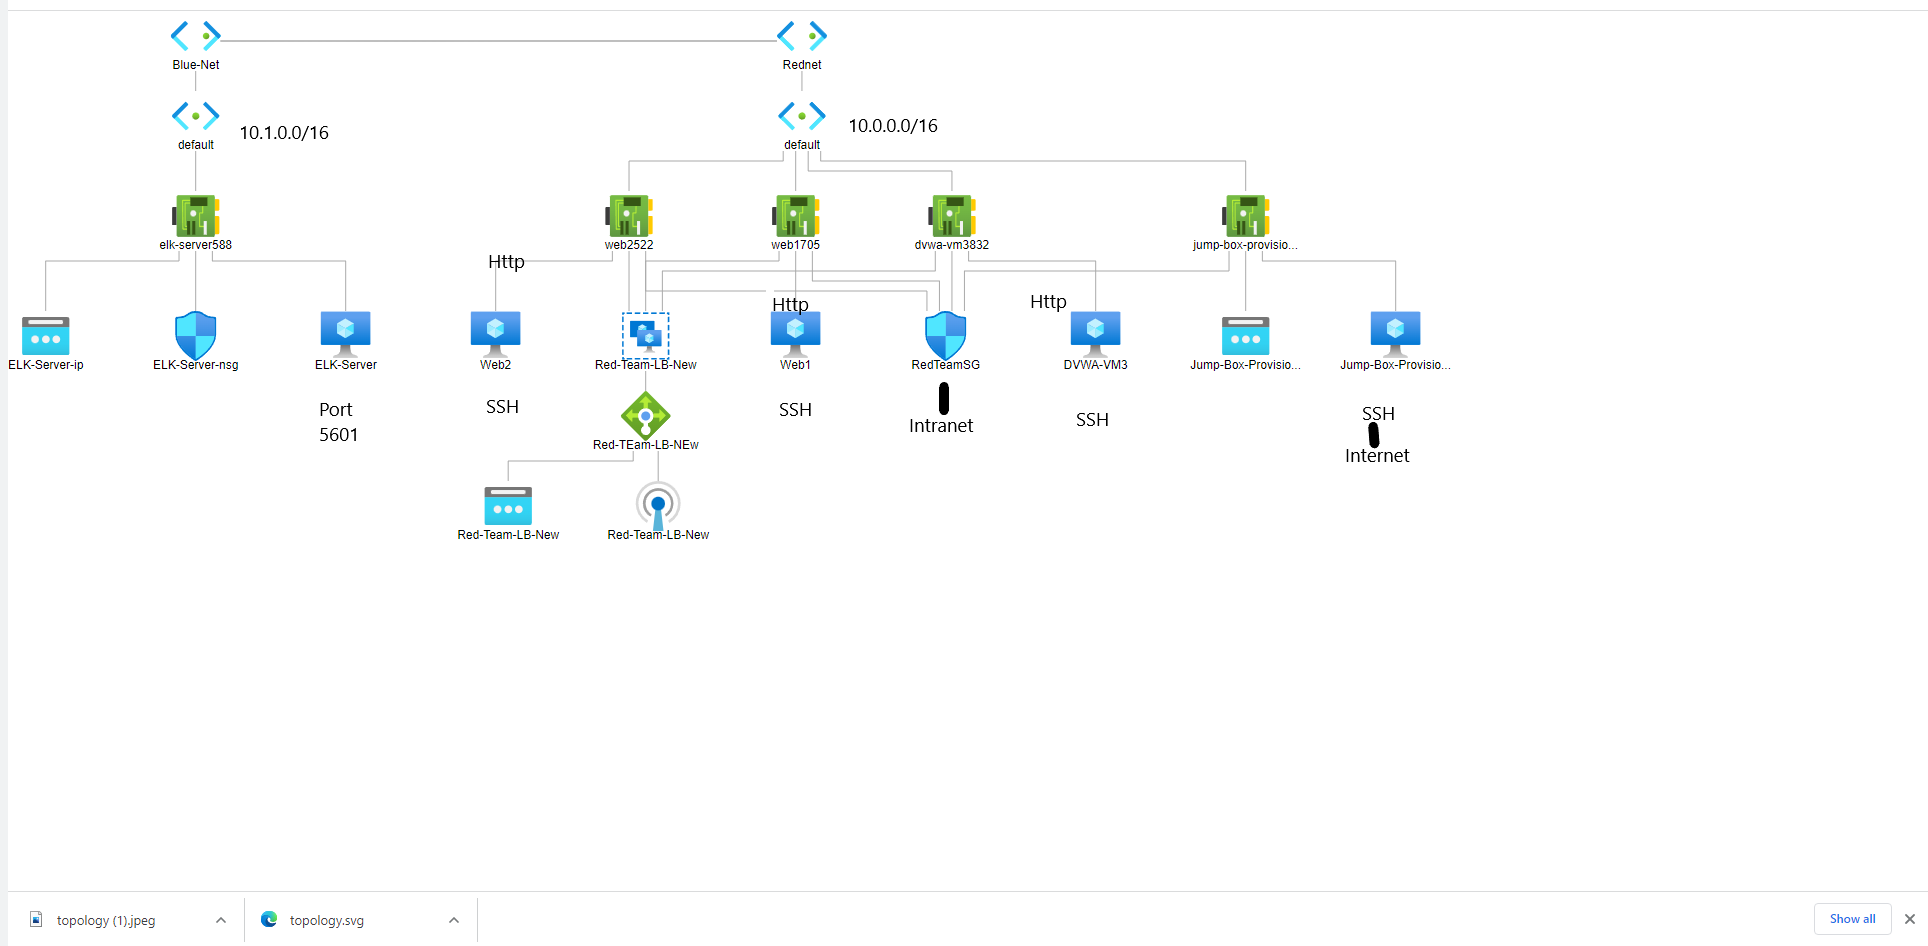 Blue-Net
Rednet
10.1.0.0/16
10.0.0.0/16
default
default
elk-server588
web2522
web1705
dvwa-vm3832
jump-box-provisio...
Http
Http
Http
ELK-Server-ip
ELK-Server-nsg
ELK-Server
Web2
Red-Team-LB-New
Web1
RedTeamSG
DVWA-VM3
Jump-Box-Provisio...
Jump-Box-Provisio...
Port
5601
SSH
SSH
Intranet
SSH
SSH
Internet
Red-TEam-LB-NEw
Red-Team-LB-New
Red-Team-LB-New
topology (1).jpeg
topology.svg
Show all